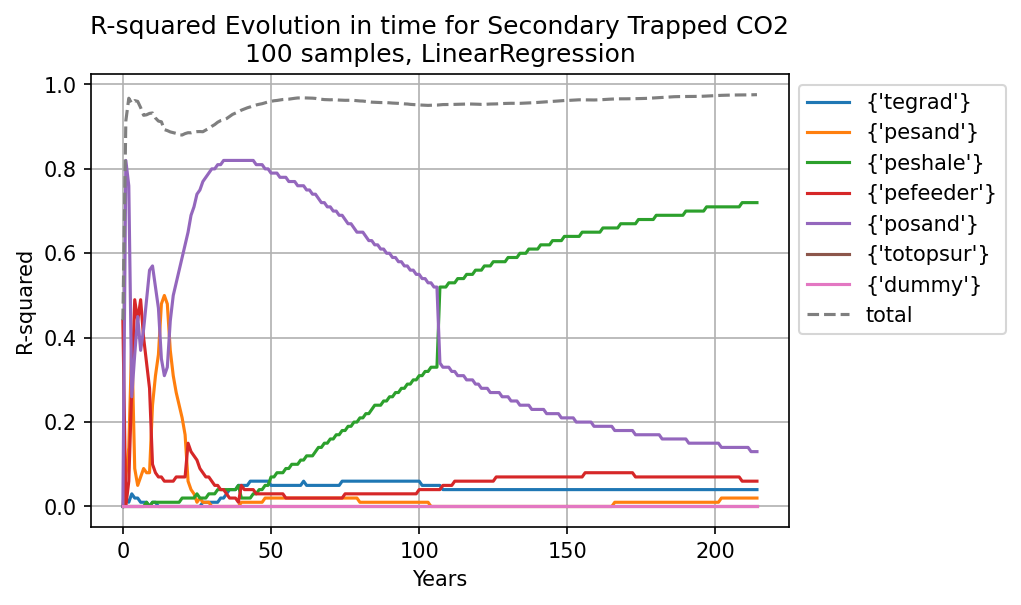 R-squared Evolution in time for Secondary Trapped CO2
100 samples, LinearRegression
R-squared
1.0
0.8
0.6
0.4
0.2
0.0
0
50
100
150
200
Years
{'tegrad'}
{'pesand'}
{'peshale'}
{'pefeeder'}
{'posand'}
{'totopsur'}
{'dummy'}
total